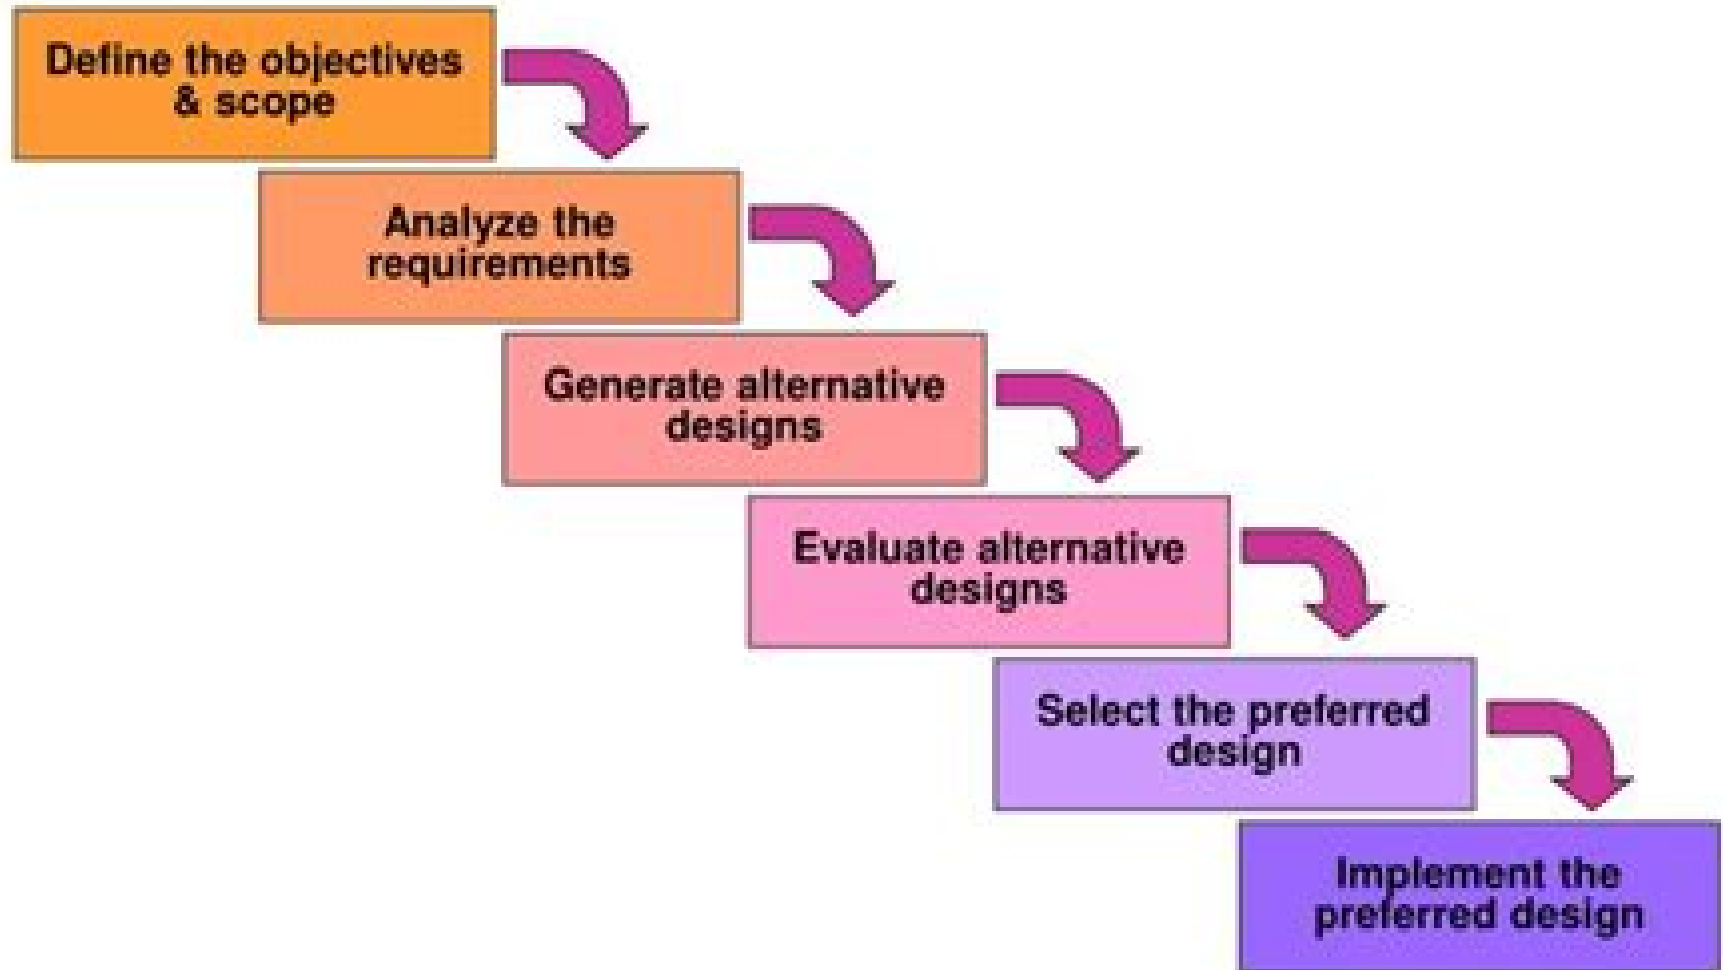 Define the objectives
& scope
Analyze the
requirements
Generate alternative
designs
Evaluate alternative
designs
Select the preferred
design
Implement the
preferred design